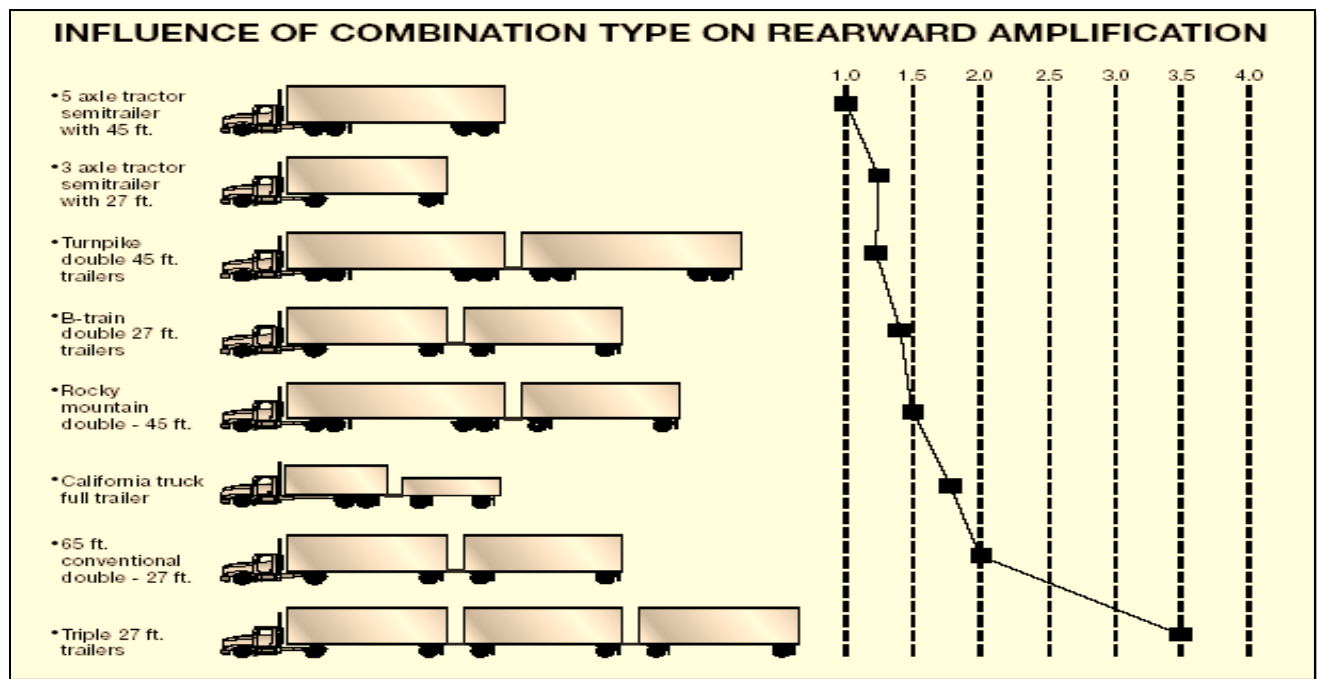 INFLUENCE OF COMBINATION TYPE ON REARWARD AMPLIFICATION
1.0 1.5 2.0 2.5 3.0 3.5 4.0
•5 axle tractor
semitrailer
with 45 ft.
•3 axle tractor
semitrailer
with 27 ft.
•Turnpike
double 45 ft.
trailers
•B-train
double 27 ft.
trailers
•Rocky
mountain
double - 45 ft.
•California truck
full trailer
•65 ft.
conventional
double - 27 ft.
•Triple 27 ft.
trailers